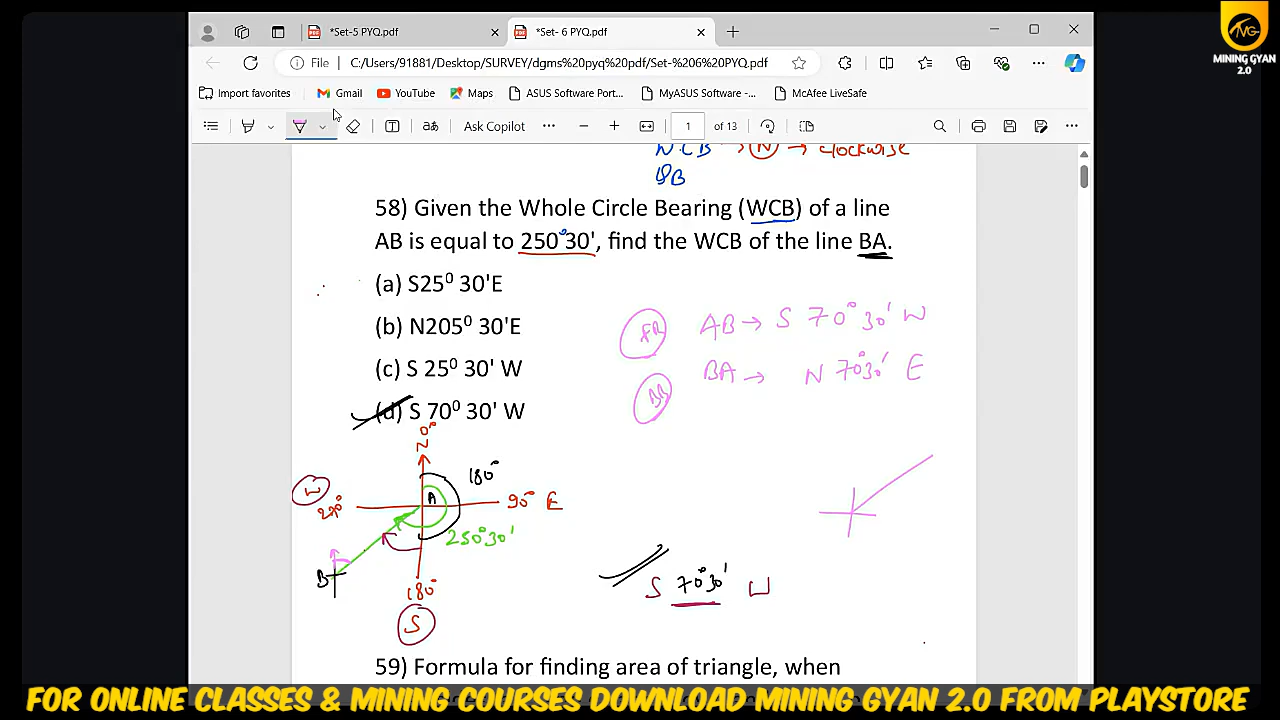 *Set-5 PYQ.pdf
*Set- 6 PYQ.pdf
File C:/Users/91881/Desktop/SURVEY/dgms%20pyq%20pdf/Set-%206%20PYQ.pdf
Import favorites Gmail YouTube Maps ASUS Software Port... MyASUS Software -... McAfee LiveSafe
Ask Copilot 1 of 13
MINING GYAN
2.0
W.C.B → N → clockwise
QB
58) Given the Whole Circle Bearing (WCB) of a line
AB is equal to 250°30', find the WCB of the line BA.
(a) S25⁰ 30'E
(b) N205⁰ 30'E
(c) S 25⁰ 30' W
(d) S 70⁰ 30' W
AB → S 70° 30' W
BA → N 70°30' E
BB
N 0°
180°
W
270°
A
90° E
250°30'
B
180°
S
S 70°30' W
59) Formula for finding area of triangle, when
FOR ONLINE CLASSES & MINING COURSES DOWNLOAD MINING GYAN 2.0 FROM PLAYSTORE